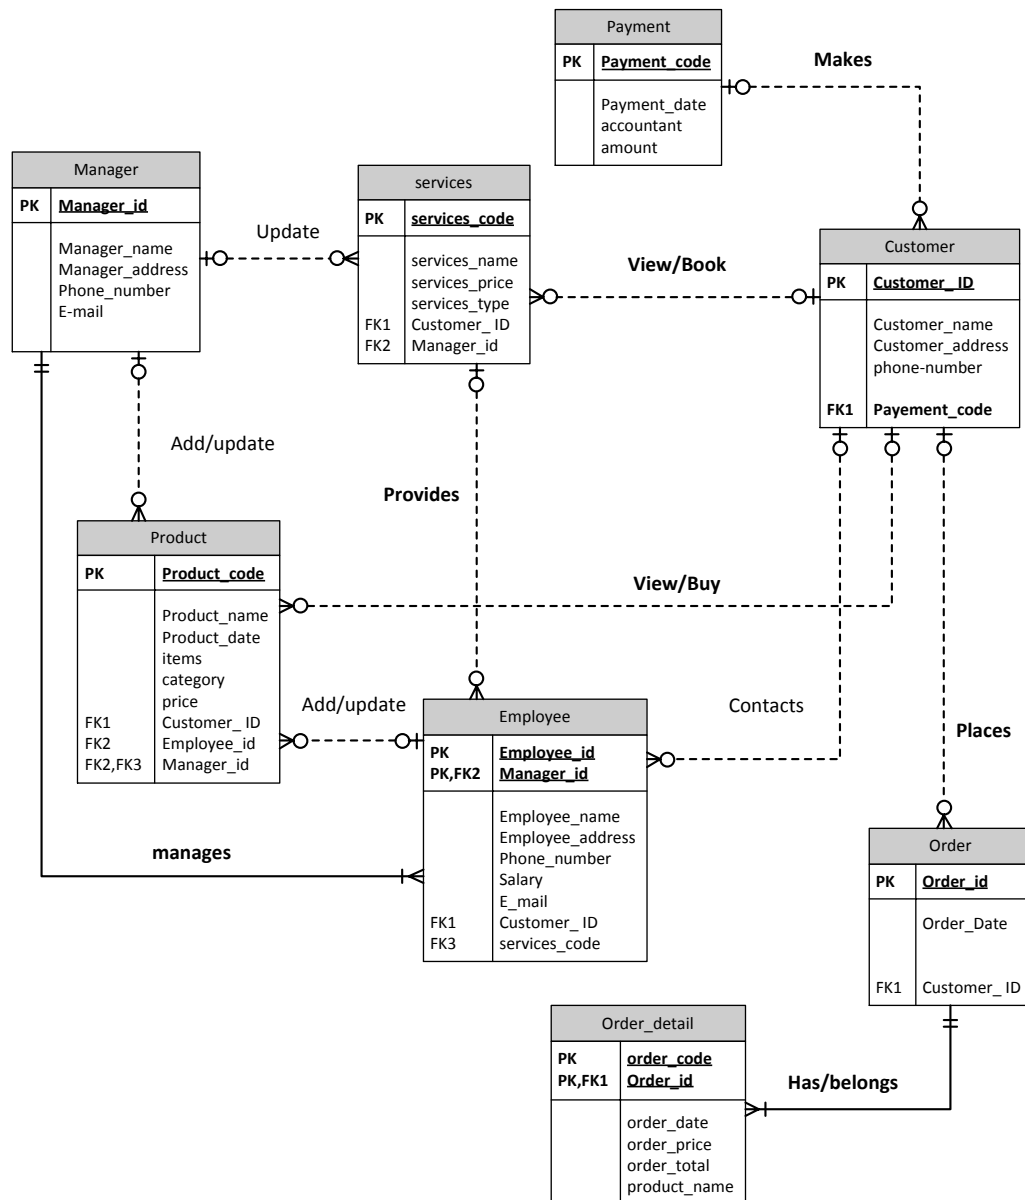 Payment
PK Payment_code
Payment_date
accountant
amount
Makes
Manager
PK Manager_id
Manager_name
Manager_address
Phone_number
E-mail
Update
services
PK services_code
services_name
services_price
services_type
FK1 Customer_ ID
FK2 Manager_id
View/Book
Customer
PK Customer_ ID
Customer_name
Customer_address
phone-number
FK1 Payement_code
Add/update
Provides
Product
PK Product_code
Product_name
Product_date
items
category
price
FK1 Customer_ ID
FK2 Employee_id
FK2,FK3 Manager_id
View/Buy
Add/update
Employee
PK Employee_id
PK,FK2 Manager_id
Employee_name
Employee_address
Phone_number
Salary
E_mail
FK1 Customer_ ID
FK3 services_code
Contacts
Places
manages
Order
PK Order_id
Order_Date
FK1 Customer_ ID
Order_detail
PK order_code
PK,FK1 Order_id
order_date
order_price
order_total
product_name
Has/belongs